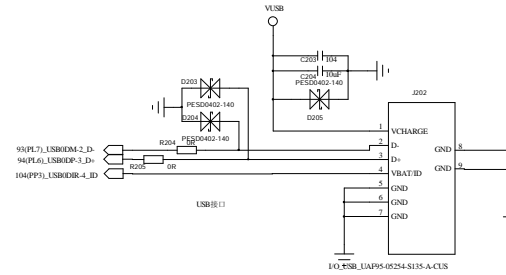 VUSB
C203 104
C204 10uF
PESD0402-140
D205
D203
PESD0402-140
D204
PESD0402-140
J202
93(PL7)_USB0DM-2_D-
R204 0R
94(PL6)_USB0DP-3_D+
R205 0R
104(PP3)_USB0DIR-4_ID
1 VCHARGE
2 D-
3 D+
4 VBAT/ID
5 GND
6 GND
7 GND
GND 8
GND 9
USB接口
I/O_USB_UAF95-05254-S135-A-CUS